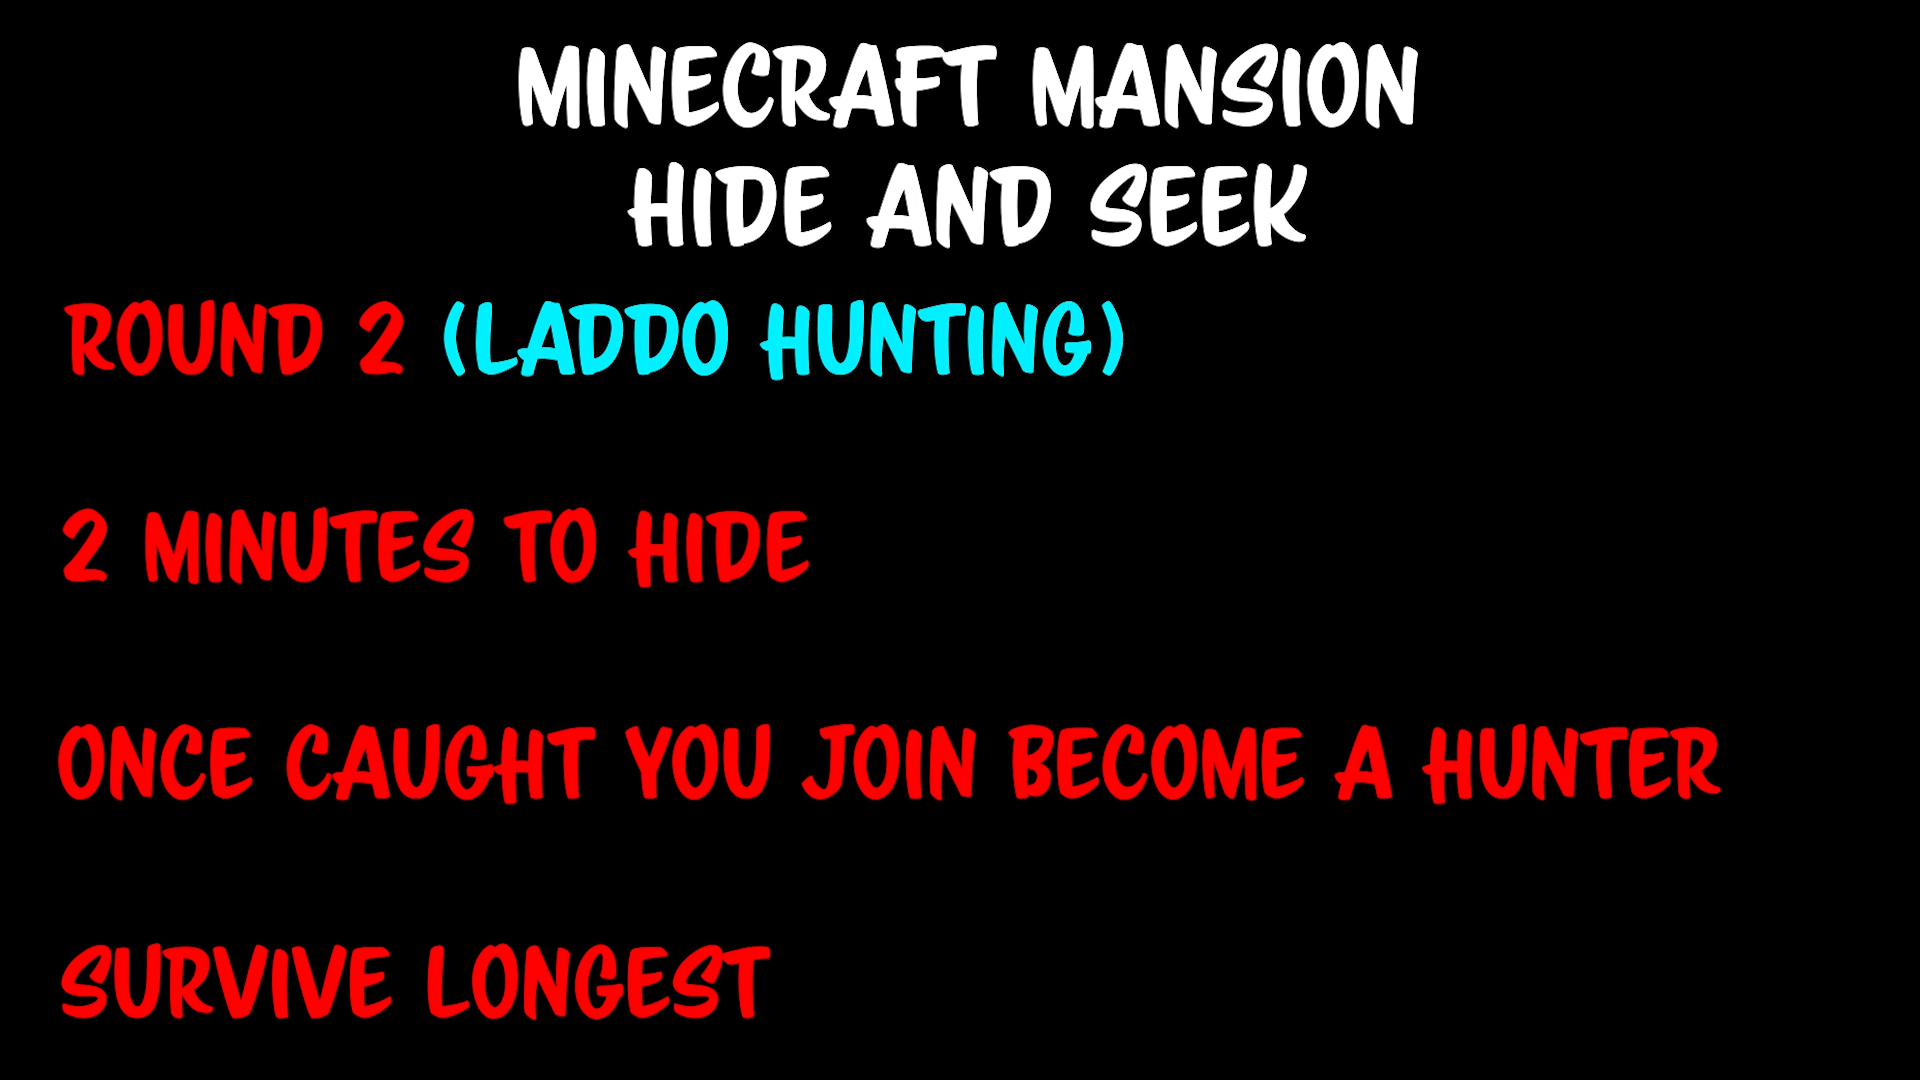 MINECRAFT MANSION
HIDE AND SEEK
ROUND 2 (LADDO HUNTING)
2 MINUTES TO HIDE
ONCE CAUGHT YOU JOIN BECOME A HUNTER
SURVIVE LONGEST